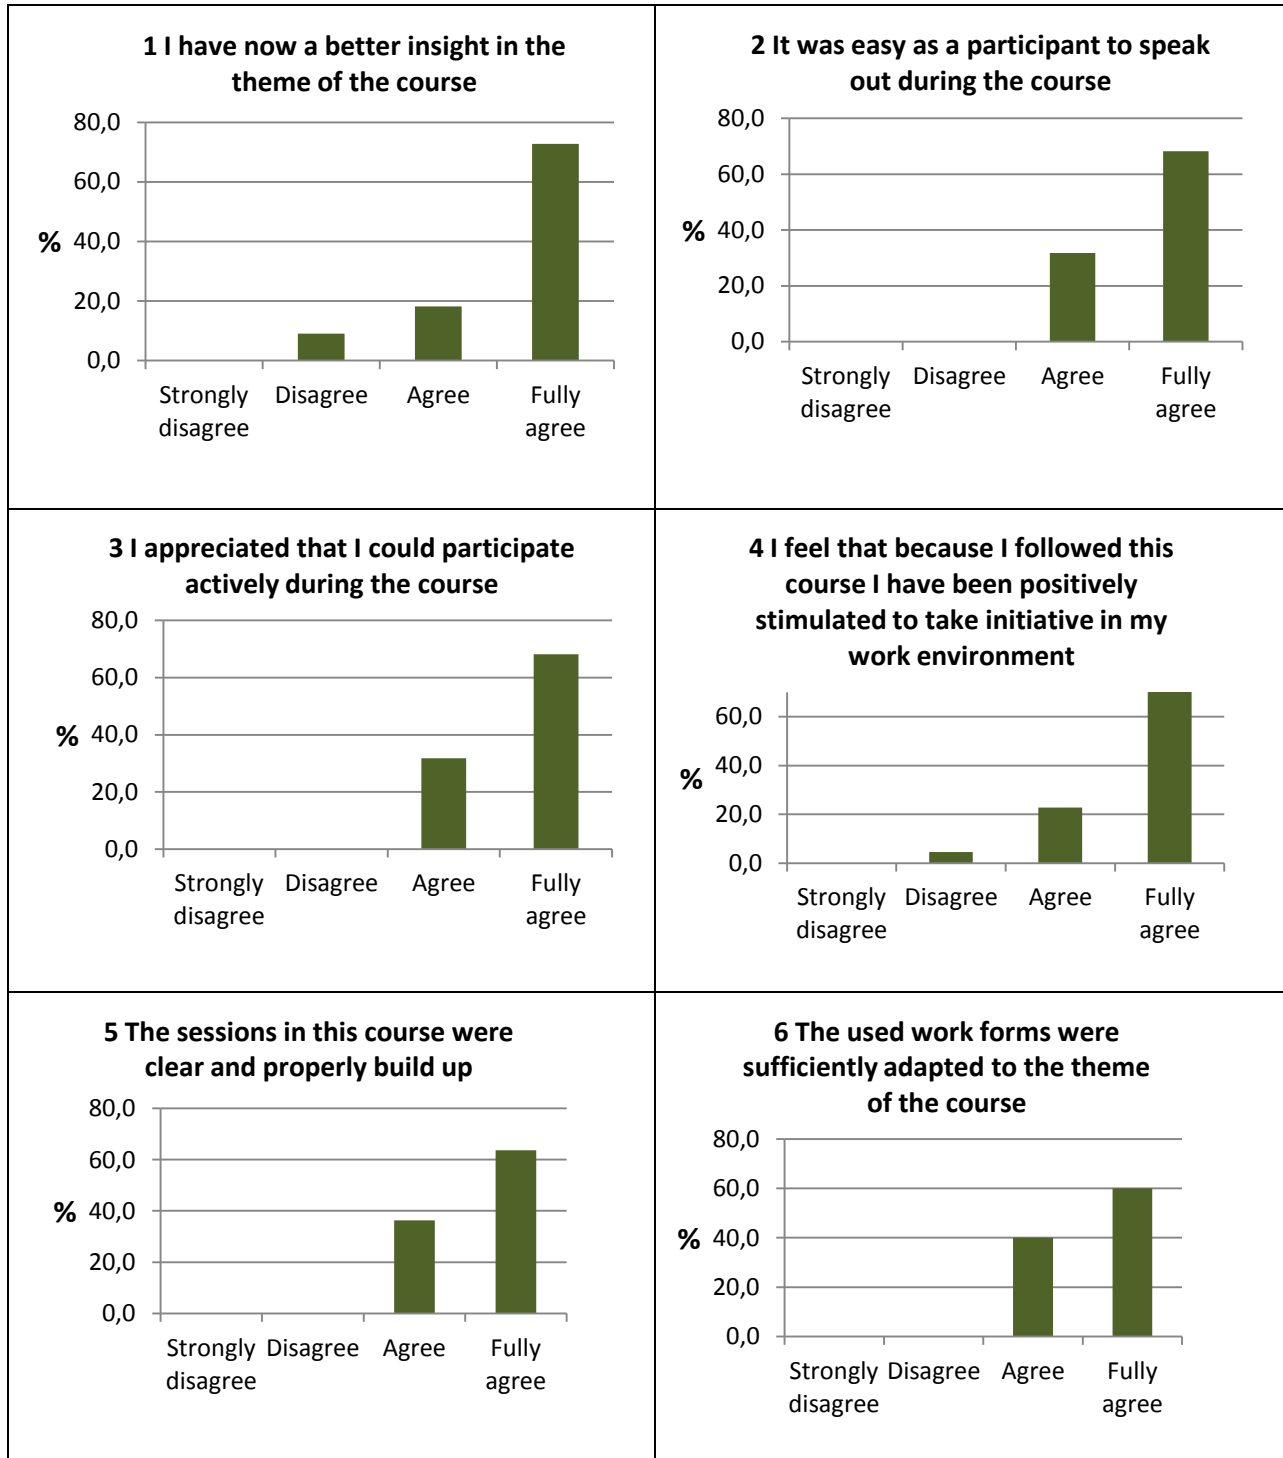 1 I have now a better insight in the
theme of the course
80,0
60,0
% 40,0
20,0
0,0
Strongly Disagree Agree Fully
disagree agree
2 It was easy as a participant to speak
out during the course
80,0
60,0
% 40,0
20,0
0,0
Strongly Disagree Agree Fully
disagree agree
3 I appreciated that I could participate
actively during the course
80,0
60,0
% 40,0
20,0
0,0
Strongly Disagree Agree Fully
disagree agree
4 I feel that because I followed this
course I have been positively
stimulated to take initiative in my
work environment
60,0
40,0
%
20,0
0,0
Strongly Disagree Agree Fully
disagree agree
5 The sessions in this course were
clear and properly build up
80,0
60,0
% 40,0
20,0
0,0
Strongly Disagree Agree Fully
disagree agree
6 The used work forms were
sufficiently adapted to the theme
of the course
80,0
60,0
% 40,0
20,0
0,0
Strongly Disagree Agree Fully
disagree agree